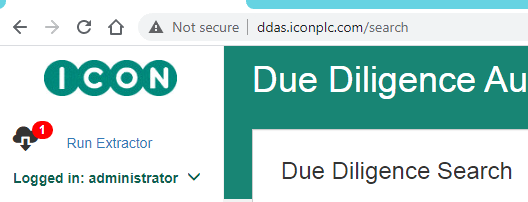 Not secure | ddas.iconplc.com/search
ICON
Due Diligence Au
1
Run Extractor
Logged in: administrator
Due Diligence Search